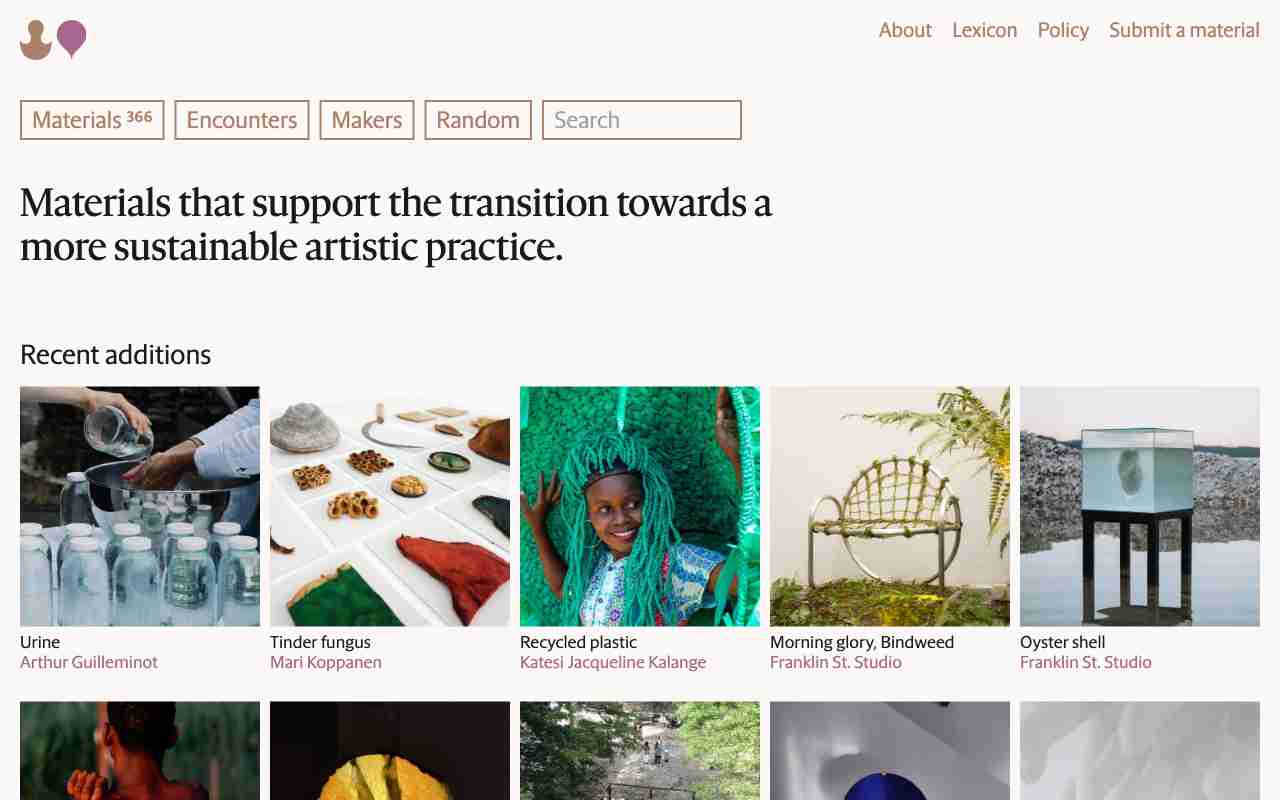 About Lexicon Policy Submit a material
Materials 366 Encounters Makers Random Search
Materials that support the transition towards a
more sustainable artistic practice.
Recent additions
Urine
Arthur Guilleminot
Tinder fungus
Mari Koppanen
Recycled plastic
Katesi Jacqueline Kalange
Morning glory, Bindweed
Franklin St. Studio
Oyster shell
Franklin St. Studio